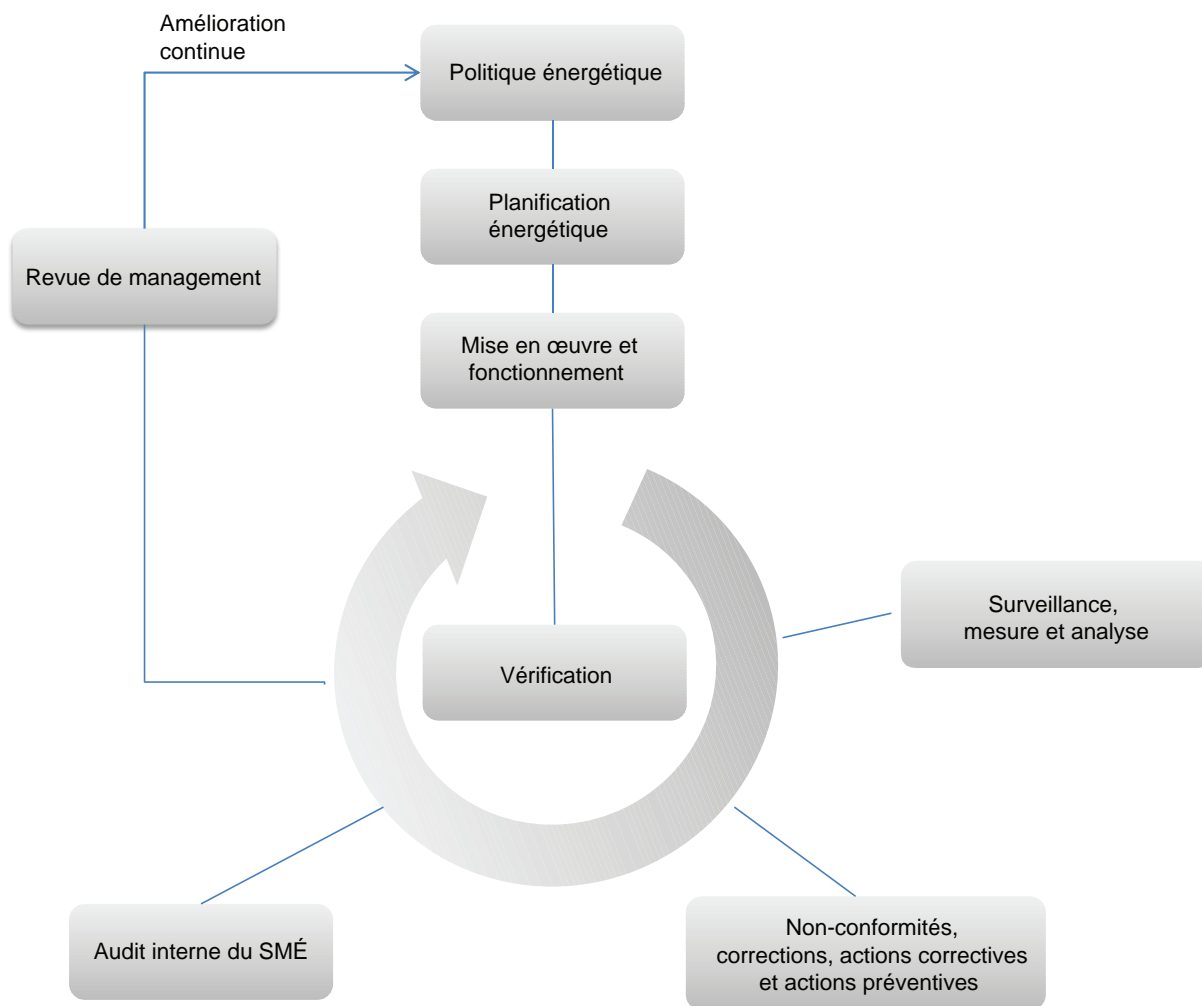 Amélioration
continue
Politique énergétique
Planification
énergétique
Revue de management
Mise en œuvre et
fonctionnement
Surveillance,
mesure et analyse
Vérification
Audit interne du SMÉ
Non-conformités,
corrections, actions correctives
et actions préventives